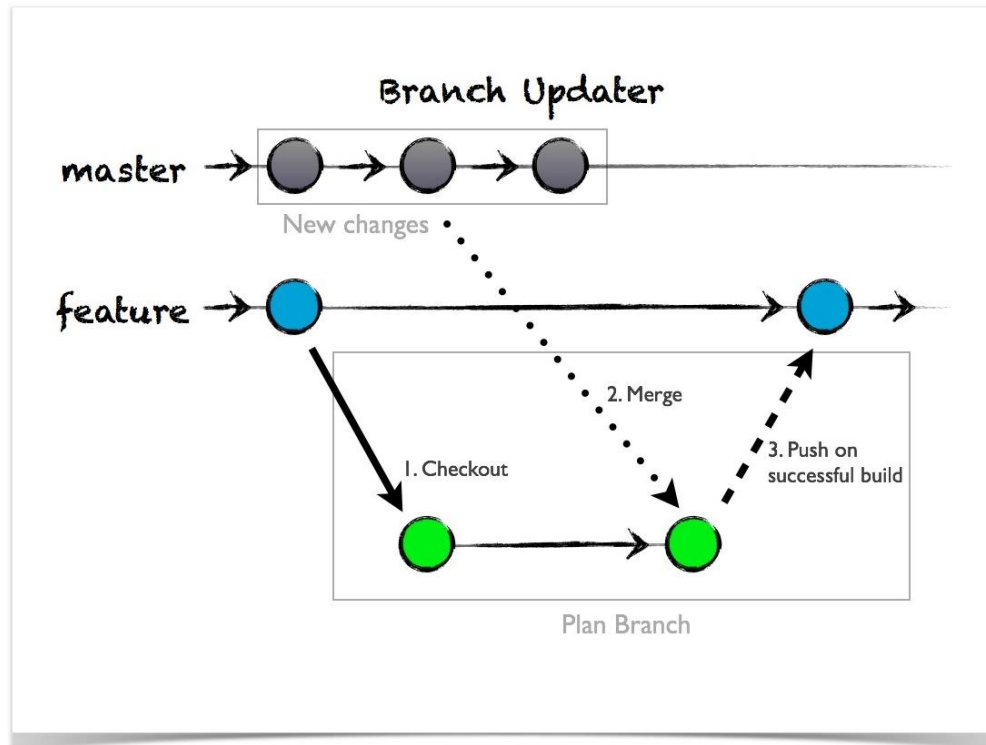 Branch Updater
master
New changes
feature
2. Merge
1. Checkout
3. Push on
successful build
Plan Branch